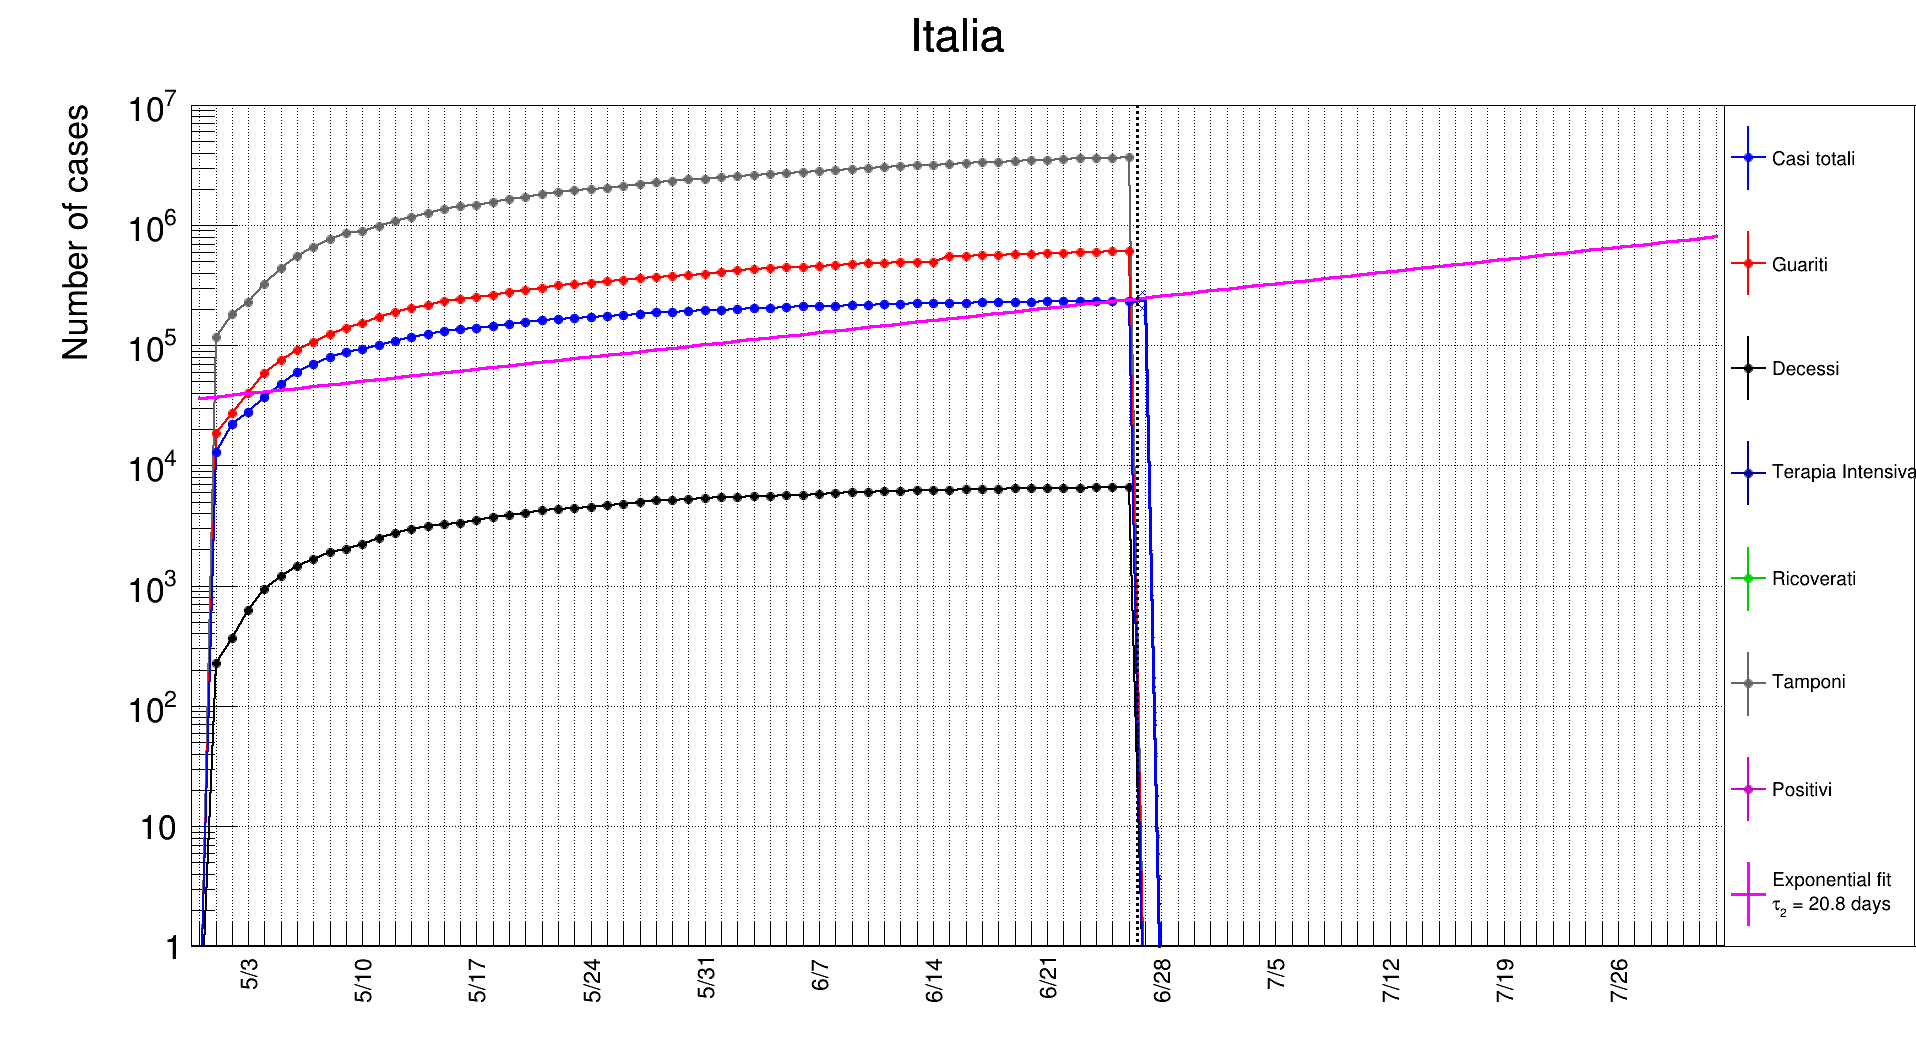 Italia
Number of cases
10^7
10^6
10^5
10^4
10^3
10^2
10
1
5/3
5/10
5/17
5/24
5/31
6/7
6/14
6/21
6/28
7/5
7/12
7/19
7/26
Casi totali
Guariti
Decessi
Terapia Intensiva
Ricoverati
Tamponi
Positivi
Exponential fit
τ_2 = 20.8 days